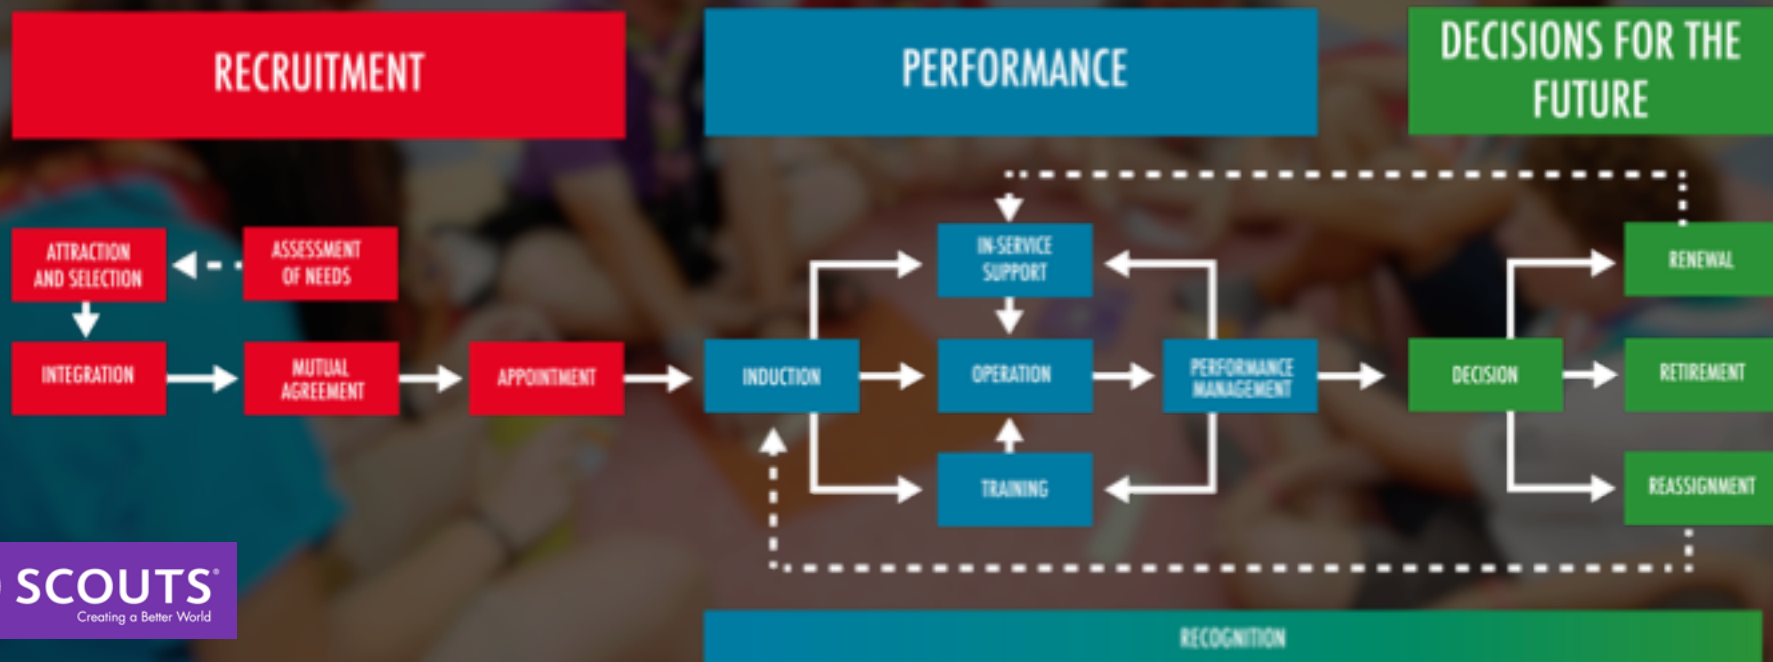 RECRUITMENT
PERFORMANCE
DECISIONS FOR THE
FUTURE
ATTRACTION
AND SELECTION
ASSESSMENT
OF NEEDS
IN-SERVICE
SUPPORT
RENEWAL
INTEGRATION
MUTUAL
AGREEMENT
APPOINTMENT
INDUCTION
OPERATION
PERFORMANCE
MANAGEMENT
DECISION
RETIREMENT
TRAINING
REASSIGNMENT
SCOUTS®
Creating a Better World
RECOGNITION